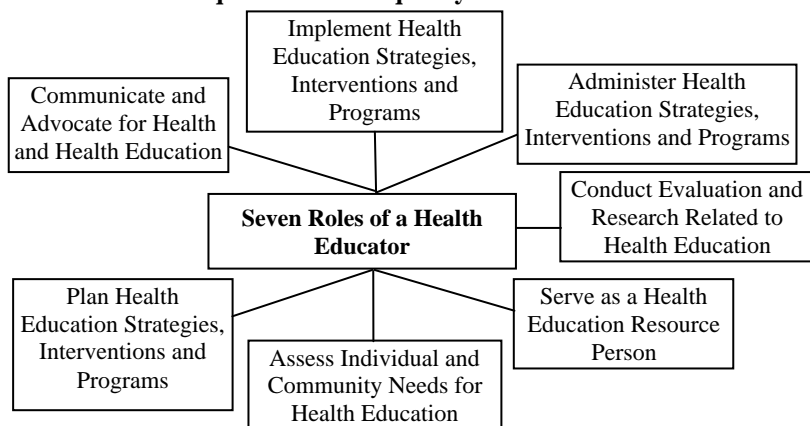 Implement Health
Education Strategies,
Interventions and
Programs
Communicate and
Advocate for Health
and Health Education
Administer Health
Education Strategies,
Interventions and Programs
Seven Roles of a Health
Educator
Conduct Evaluation and
Research Related to
Health Education
Plan Health
Education Strategies,
Interventions and
Programs
Serve as a Health
Education Resource
Person
Assess Individual and
Community Needs for
Health Education